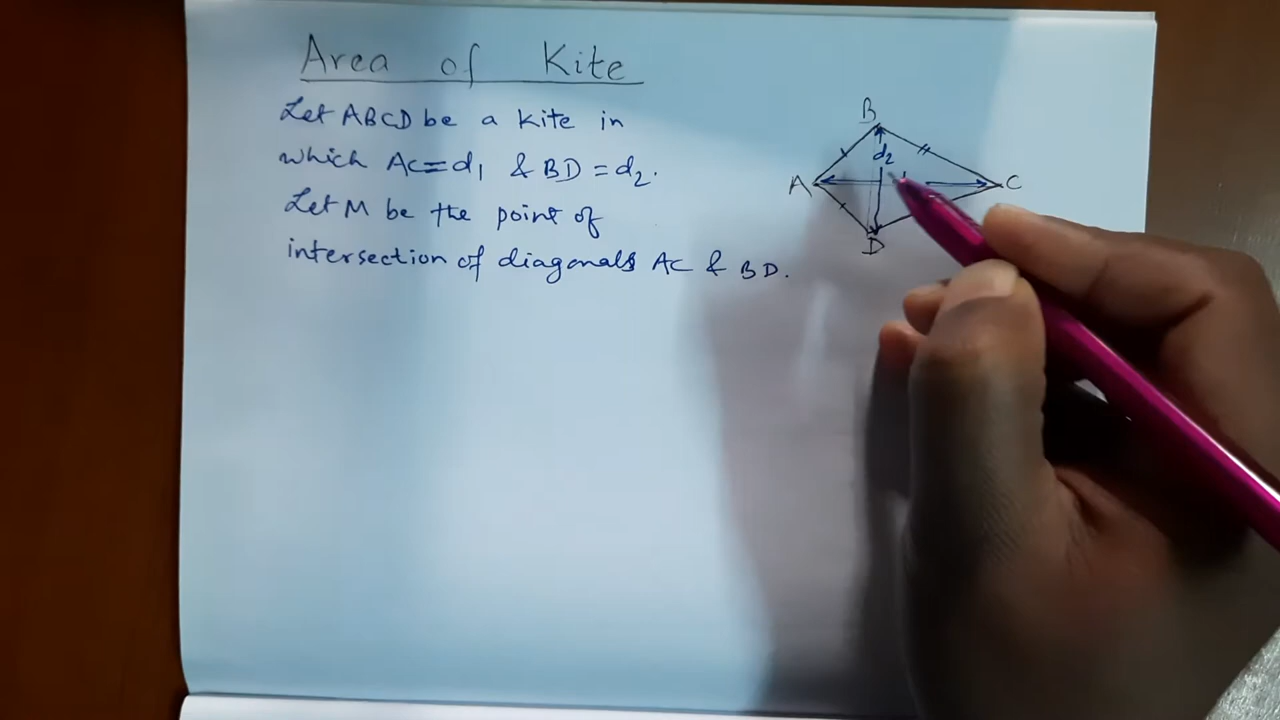 Area of Kite
Let ABCD be a kite in
which AC = d1 & BD = d2.
Let M be the point of
intersection of diagonals AC & BD.
B
d2
A
C
D